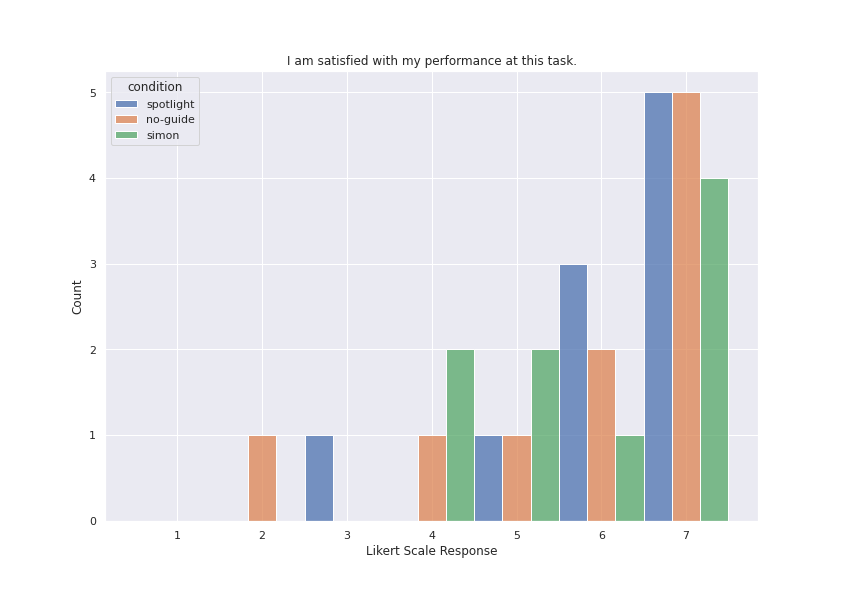 I am satisfied with my performance at this task.
condition
spotlight
no-guide
simon
5
4
3
2
1
0
Count
1 2 3 4 5 6 7
Likert Scale Response